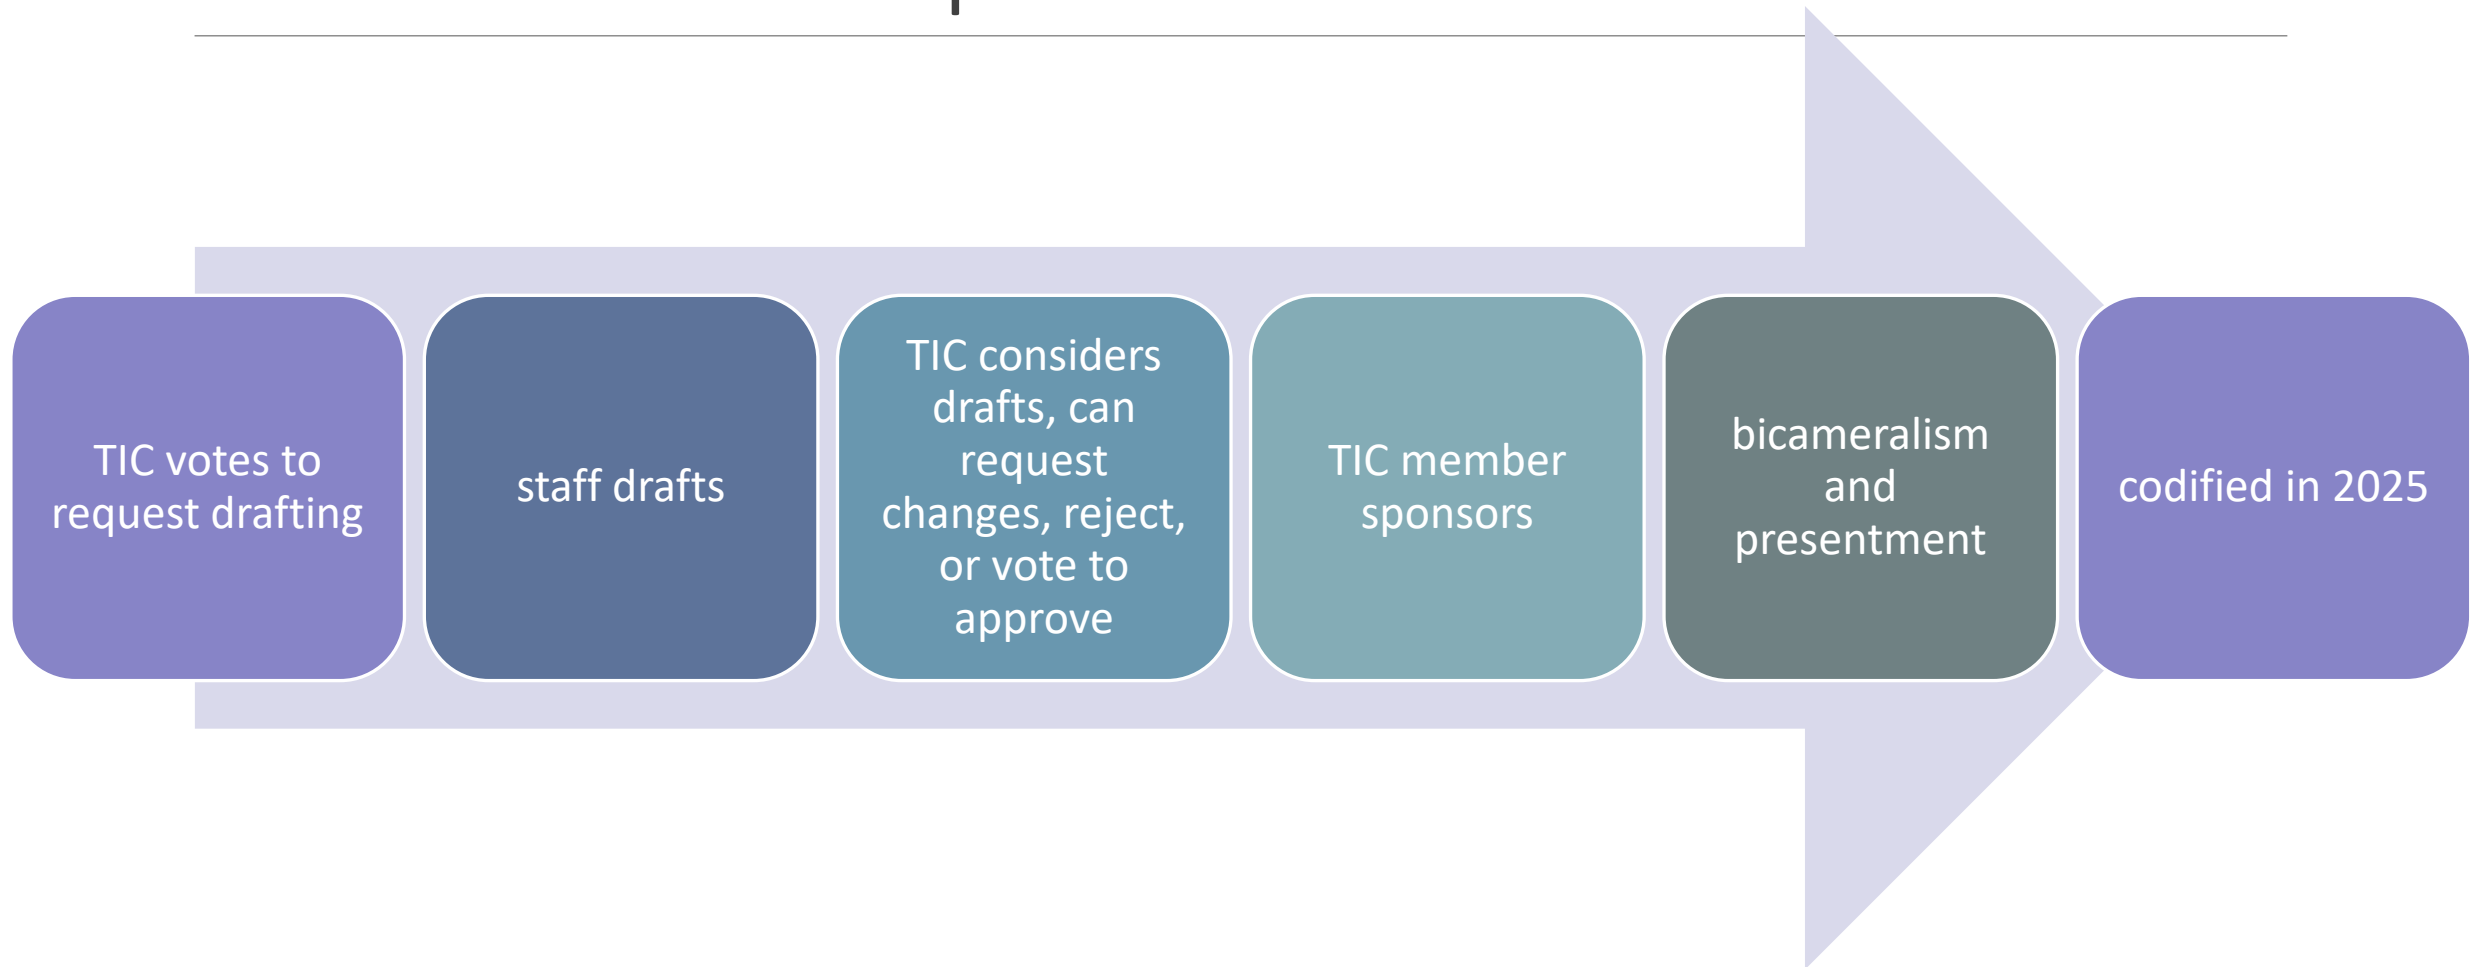 TIC votes to
request drafting
staff drafts
TIC considers
drafts, can
request
changes, reject,
or vote to
approve
TIC member
sponsors
bicameralism
and
presentment
codified in 2025